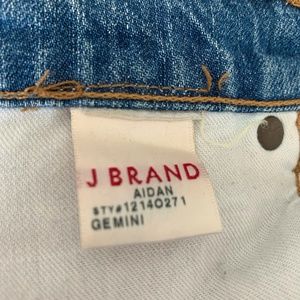 J BRAND
AIDAN
STY#12140271
GEMINI